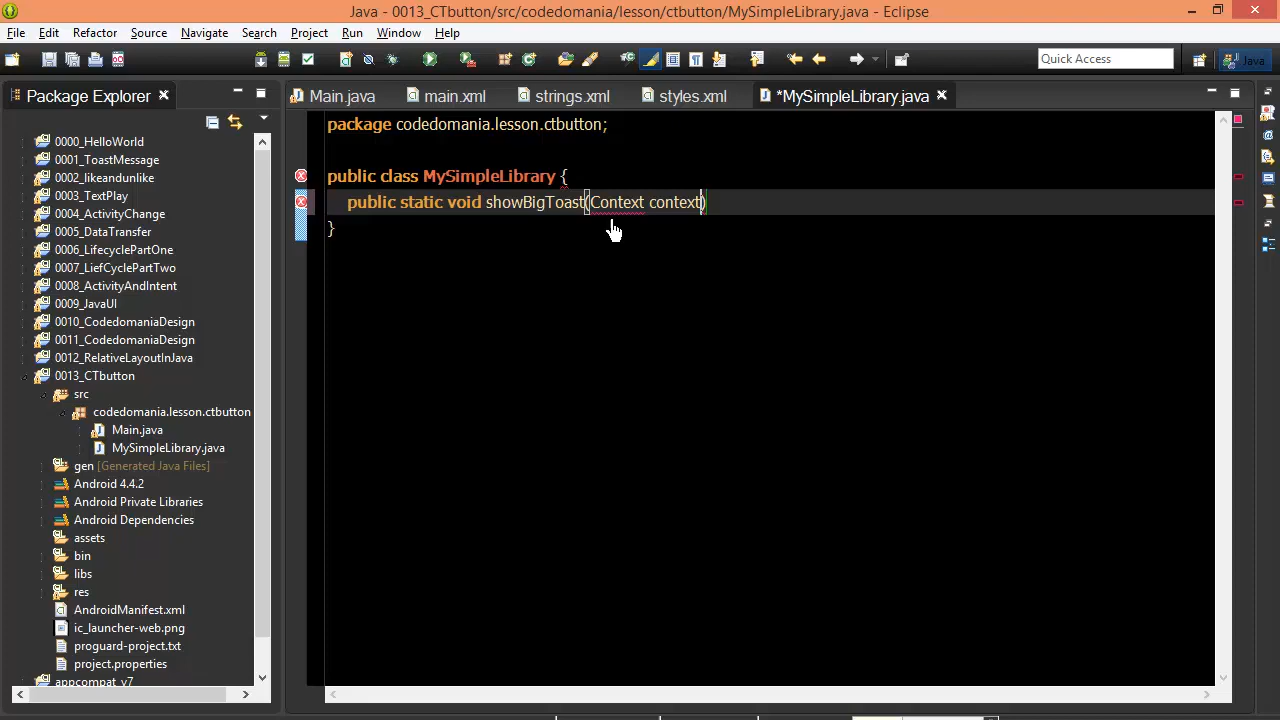 Java - 0013_CTbutton/src/codedomania/lesson/ctbutton/MySimpleLibrary.java - Eclipse
File Edit Refactor Source Navigate Search Project Run Window Help
Quick Access
Java
Package Explorer
Main.java main.xml strings.xml styles.xml *MySimpleLibrary.java
0000_HelloWorld
0001_ToastMessage
0002_likeandunlike
0003_TextPlay
0004_ActivityChange
0005_DataTransfer
0006_LifecyclePartOne
0007_LiefCyclePartTwo
0008_ActivityAndIntent
0009_JavaUI
0010_CodedomaniaDesign
0011_CodedomaniaDesign
0012_RelativeLayoutInJava
0013_CTbutton
src
codedomania.lesson.ctbutton
Main.java
MySimpleLibrary.java
gen [Generated Java Files]
Android 4.4.2
Android Private Libraries
Android Dependencies
assets
bin
libs
res
AndroidManifest.xml
ic_launcher-web.png
proguard-project.txt
project.properties
appcompat_v7
package codedomania.lesson.ctbutton;
public class MySimpleLibrary {
public static void showBigToast(Context context)
}